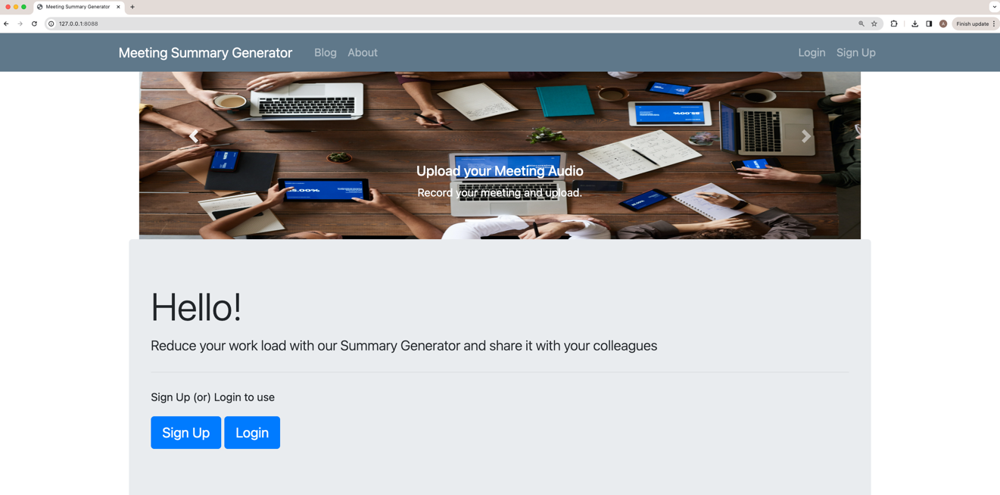 Meeting Summary Generator
127.0.0.1:8088
A
Finish update
Meeting Summary Generator
Blog
About
Login
Sign Up
Upload your Meeting Audio
Record your meeting and upload.
Hello!
Reduce your work load with our Summary Generator and share it with your colleagues
Sign Up (or) Login to use
Sign Up
Login